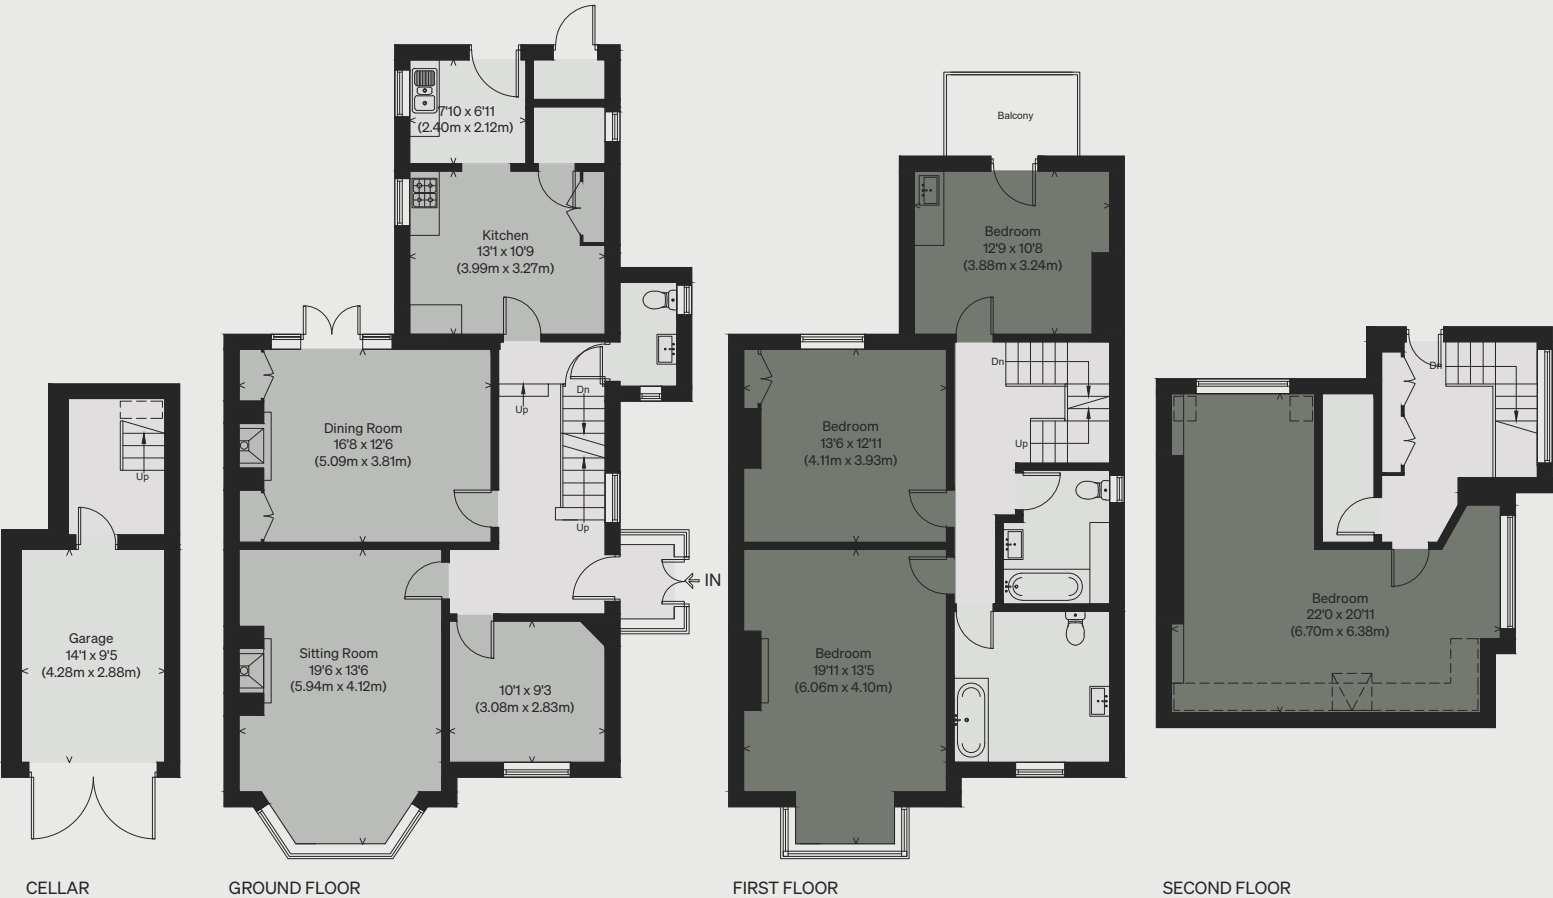 7'10 x 6'11
(2.40m x 2.12m)
Kitchen
13'1 x 10'9
(3.99m x 3.27m)
Dining Room
16'8 x 12'6
(5.09m x 3.81m)
Up
Dn
Up
IN
Sitting Room
19'6 x 13'6
(5.94m x 4.12m)
10'1 x 9'3
(3.08m x 2.83m)
Up
Garage
14'1 x 9'5
(4.28m x 2.88m)
Balcony
Bedroom
12'9 x 10'8
(3.88m x 3.24m)
Dn
Up
Bedroom
13'6 x 12'11
(4.11m x 3.93m)
Bedroom
19'11 x 13'5
(6.06m x 4.10m)
Dn
Bedroom
22'0 x 20'11
(6.70m x 6.38m)
CELLAR
GROUND FLOOR
FIRST FLOOR
SECOND FLOOR